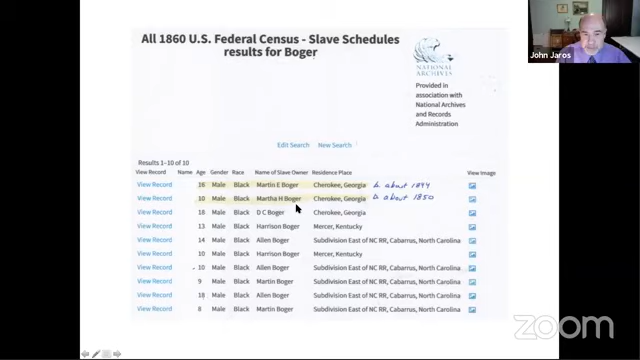 All 1860 U.S. Federal Census - Slave Schedules
results for Boger
NATIONAL
ARCHIVES
Provided in
association with
National Archives
and Records
Administration
Edit Search New Search
Results 1–10 of 10
View Record Name Age Gender Race Name of Slave Owner Residence Place View Image
View Record 16 Male Black Martin E Boger Cherokee, Georgia about 1844
View Record 10 Male Black Martha H Boger Cherokee, Georgia about 1850
View Record 18 Male Black D C Boger Cherokee, Georgia
View Record 13 Male Black Harrison Boger Mercer, Kentucky
View Record 14 Male Black Allen Boger Subdivision East of NC RR, Cabarrus, North Carolina
View Record 10 Male Black Harrison Boger Mercer, Kentucky
View Record 10 Male Black Allen Boger Subdivision East of NC RR, Cabarrus, North Carolina
View Record 9 Male Black Martin Boger Subdivision East of NC RR, Cabarrus, North Carolina
View Record 18 Male Black Allen Boger Subdivision East of NC RR, Cabarrus, North Carolina
View Record 8 Male Black Martin Boger Subdivision East of NC RR, Cabarrus, North Carolina
John Jaros
zoom